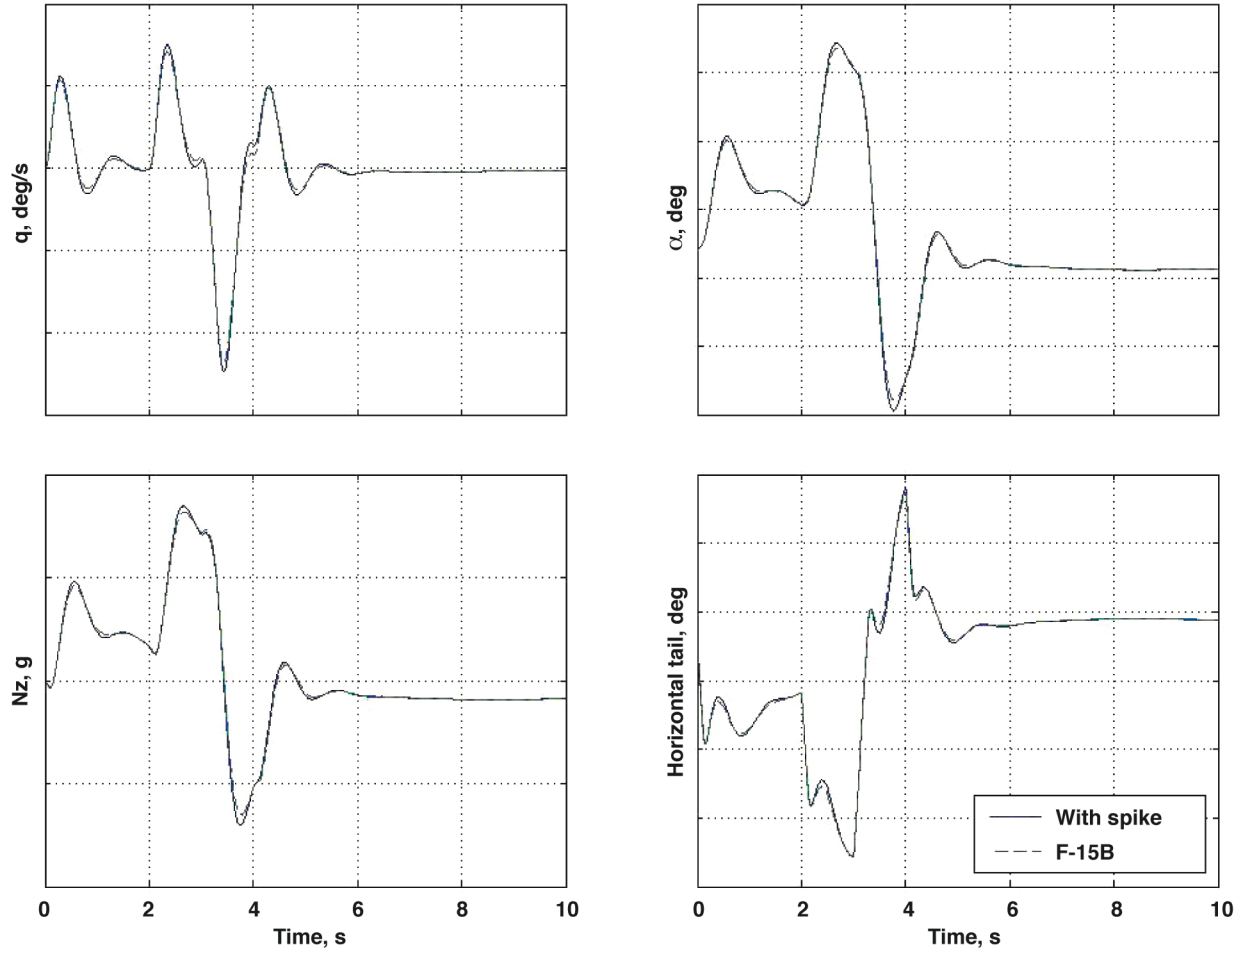 q, deg/s
α, deg
Nz, g
Horizontal tail, deg
With spike
F-15B
0 2 4 6 8 10
Time, s
0 2 4 6 8 10
Time, s